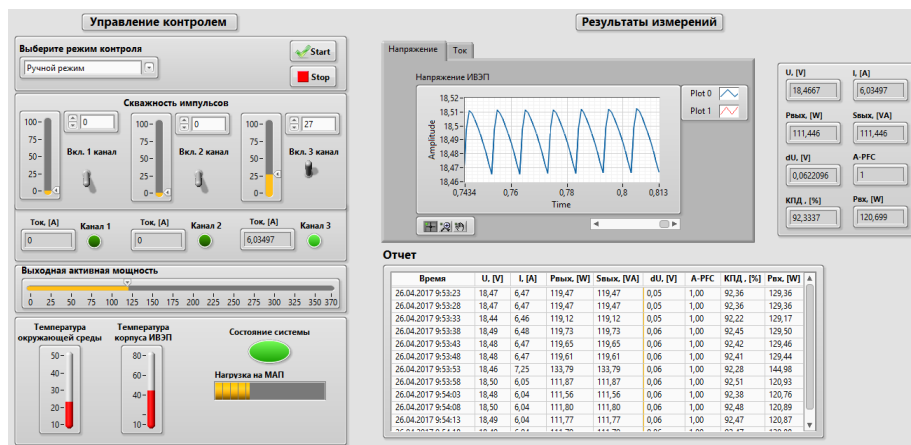 Управление контролем
Результаты измерений
Выберите режим контроля
Ручной режим
Start
Stop
Скважность импульсов
100-
75-
50-
25-
0-
0
Вкл. 1 канал
100-
75-
50-
25-
0-
0
Вкл. 2 канал
100-
75-
50-
25-
0-
27
Вкл. 3 канал
Ток, [A]
0
Канал 1
Ток, [A]
0
Канал 2
Ток, [A]
6,03497
Канал 3
Выходная активная мощность
0 25 50 75 100 125 150 175 200 225 250 275 300 325 350 370
Температура окружающей среды
50-
40-
30-
20-
10-
Температура корпуса ИВЭП
80-
60-
40-
10-
Состояние системы
Нагрузка на МАП
Напряжение Ток
Напряжение ИВЭП
Plot 0
Plot 1
Amplitude
18,52
18,51
18,5
18,49
18,48
18,47
18,46
0,7434 0,76 0,78 0,8 0,813
Time
U, [V] I, [A]
18,4667 6,03497
Pвых, [W] Sвых, [VA]
111,446 111,446
dU, [V] A-PFC
0,0622096 1
КПД , [%] Pвх, [W]
92,3337 120,699
Отчет
Время U, [V] I, [A] Pвых, [W] Sвых, [VA] dU, [V] A-PFC КПД , [%] Pвх, [W]
26.04.2017 9:53:23 18,47 6,47 119,47 119,47 0,05 1,00 92,36 129,36
26.04.2017 9:53:28 18,47 6,47 119,47 119,47 0,05 1,00 92,36 129,36
26.04.2017 9:53:33 18,44 6,46 119,12 119,12 0,05 1,00 92,22 129,17
26.04.2017 9:53:38 18,49 6,48 119,73 119,73 0,06 1,00 92,45 129,50
26.04.2017 9:53:43 18,48 6,47 119,65 119,65 0,06 1,00 92,42 129,46
26.04.2017 9:53:48 18,48 6,47 119,61 119,61 0,06 1,00 92,41 129,44
26.04.2017 9:53:53 18,46 7,25 133,79 133,79 0,06 1,00 92,28 144,98
26.04.2017 9:53:58 18,50 6,05 111,87 111,87 0,06 1,00 92,51 120,93
26.04.2017 9:54:03 18,48 6,04 111,56 111,56 0,06 1,00 92,38 120,76
26.04.2017 9:54:08 18,50 6,04 111,80 111,80 0,06 1,00 92,48 120,89
26.04.2017 9:54:13 18,49 6,04 111,77 111,77 0,06 1,00 92,47 120,87